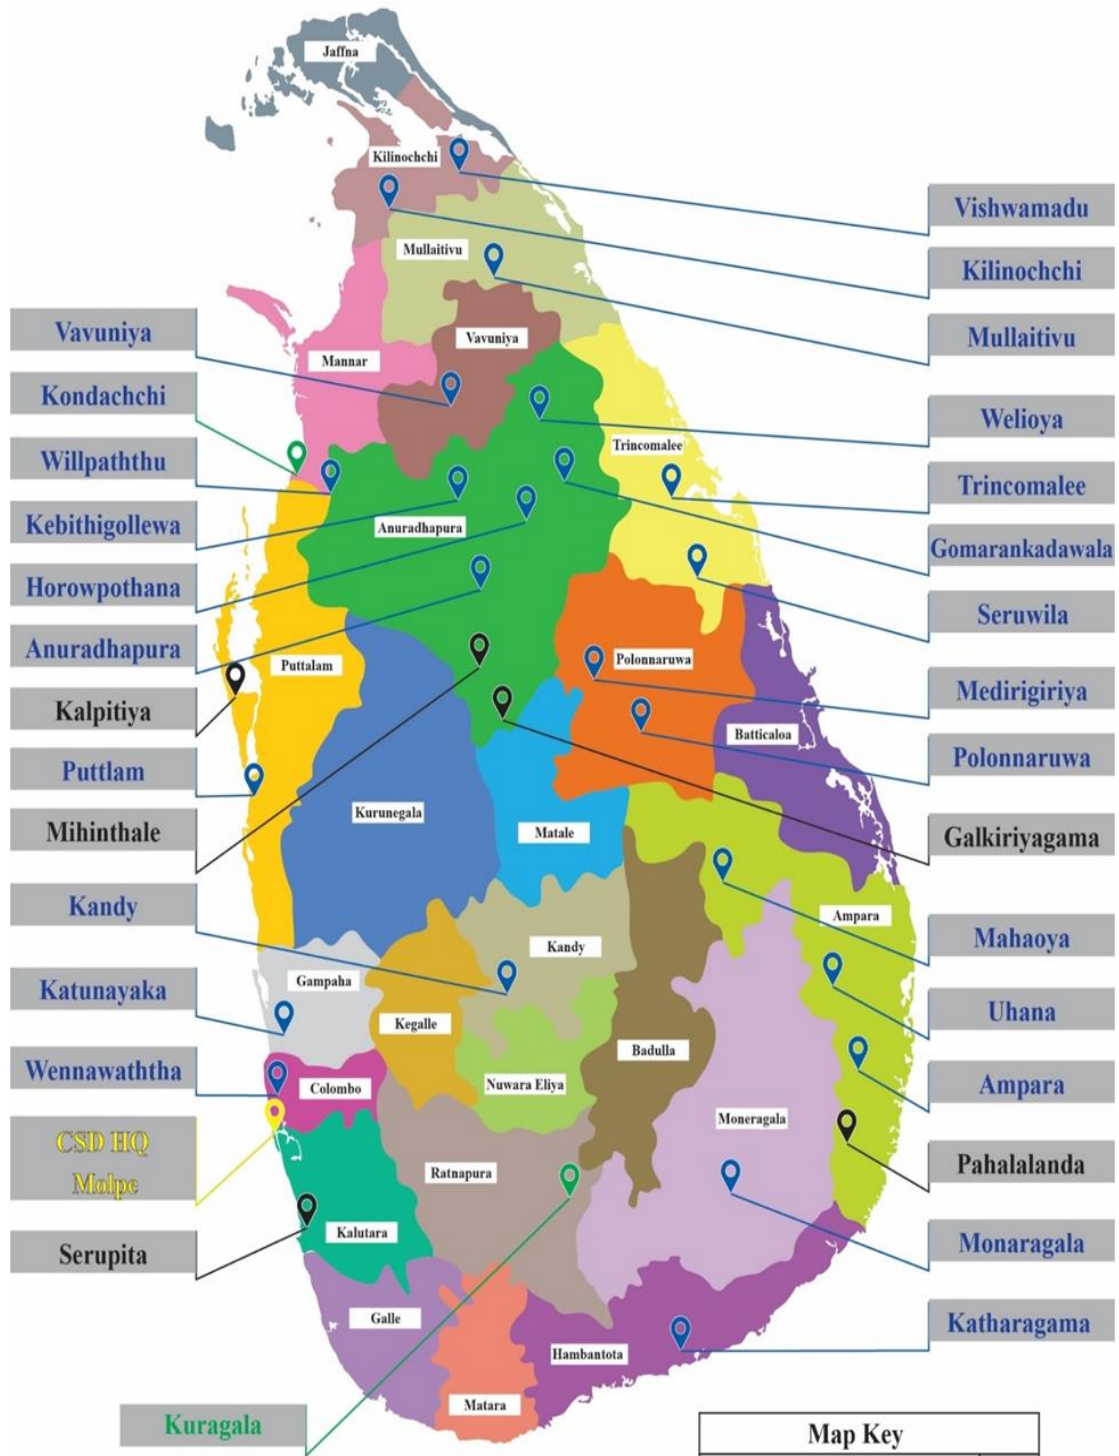 Jaffna
Kilinochchi
Mullaitivu
Vavuniya
Mannar
Trincomalee
Anuradhapura
Puttalam
Polonnaruwa
Batticaloa
Kurunegala
Matale
Ampara
Kandy
Gampaha
Kegalle
Badulla
Nuwara Eliya
Colombo
Moneragala
Ratnapura
Kalutara
Galle
Hambantota
Matara
Vavuniya
Kondachchi
Willpaththu
Kebithigollewa
Horowpothana
Anuradhapura
Kalpitiya
Puttlam
Mihinthale
Kandy
Katunayaka
Wennawaththa
CSD HQ
Molpe
Serupita
Kuragala
Vishwamadu
Kilinochchi
Mullaitivu
Welioya
Trincomalee
Gomarankadawala
Seruwila
Medirigiriya
Polonnaruwa
Galkiriyagama
Mahaoya
Uhana
Ampara
Pahalalanda
Monaragala
Katharagama
Map Key